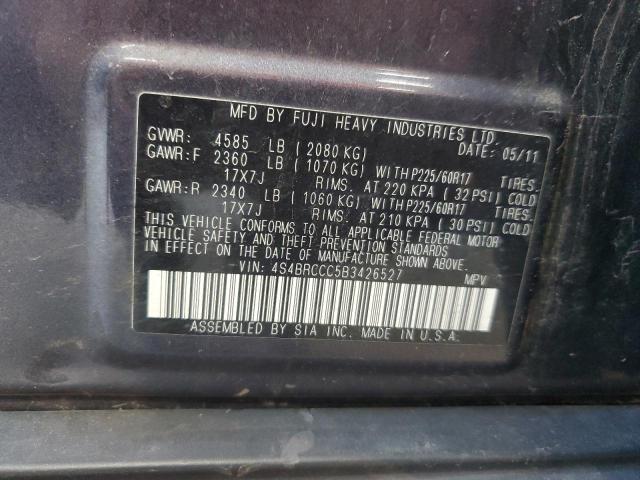 MFD BY FUJI HEAVY INDUSTRIES LTD.
GVWR: 4585 LB (2080 KG) DATE: 05/11
GAWR:F 2360 LB (1070 KG) WITH P225/60R17 TIRES.
17X7J RIMS. AT 220 KPA (32 PSI) COLD
GAWR:R 2340 LB (1060 KG) WITH P225/60R17 TIRES.
17X7J RIMS. AT 210 KPA (30 PSI) COLD
THIS VEHICLE CONFORMS TO ALL APPLICABLE FEDERAL MOTOR
VEHICLE SAFETY AND THEFT PREVENTION STANDARDS
IN EFFECT ON THE DATE OF MANUFACTURE SHOWN ABOVE.
VIN: 4S4BRCCC5B3426527 MPV
ASSEMBLED BY SIA INC. MADE IN U.S.A.